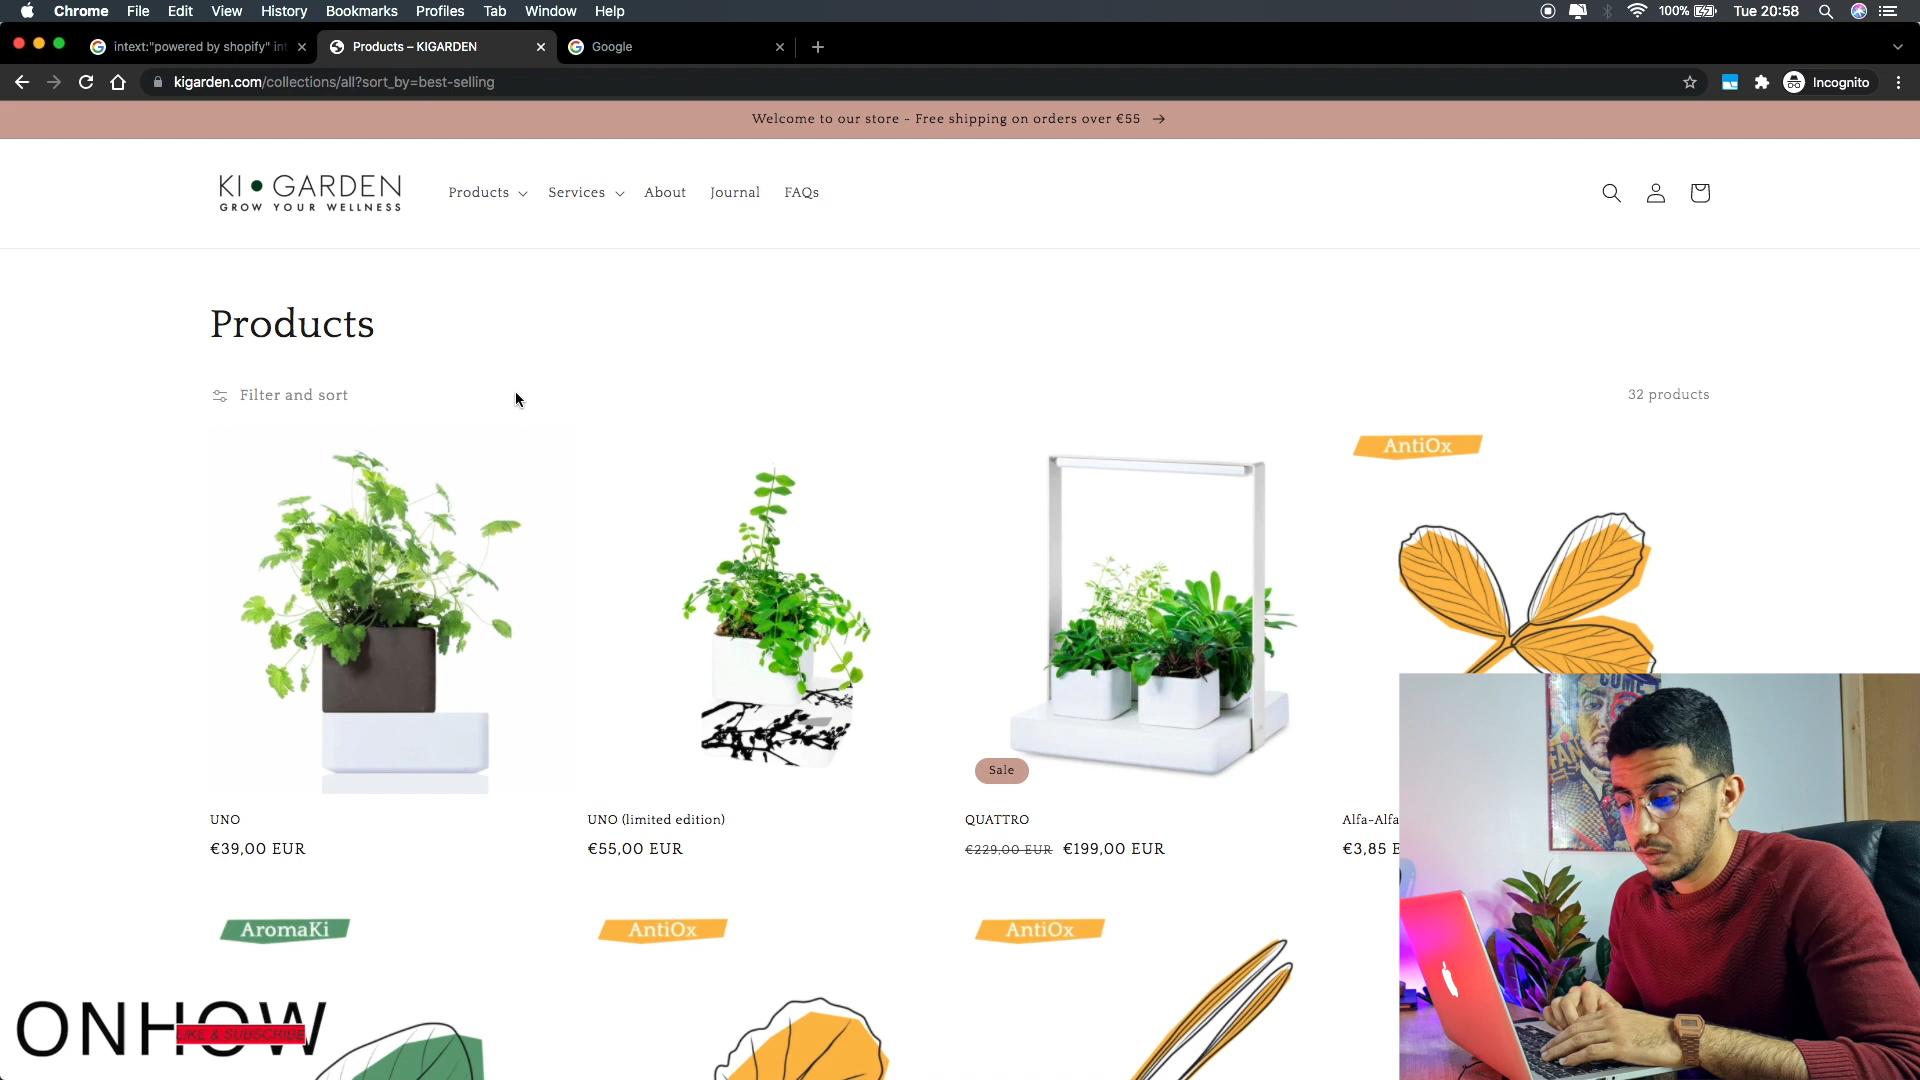 Chrome File Edit View History Bookmarks Profiles Tab Window Help 100% Tue 20:58
intext:"powered by shopify" int
Products – KIGARDEN
Google
kigarden.com/collections/all?sort_by=best-selling
Incognito
Welcome to our store - Free shipping on orders over €55 →
KI GARDEN
GROW YOUR WELLNESS
Products Services About Journal FAQs
Products
Filter and sort
32 products
AntiOx
Sale
UNO
€39,00 EUR
UNO (limited edition)
€55,00 EUR
QUATTRO
€229,00 EUR €199,00 EUR
Alfa-Alfa
€3,85 E
AromaKi
AntiOx
AntiOx
COME
ONHOW
LIKE & SUBSCRIBE